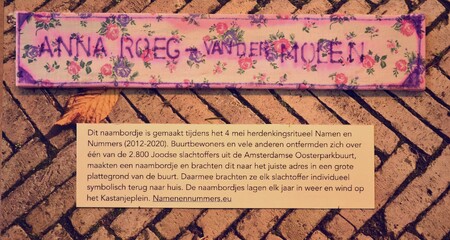 ANNA ROEG - VAN DER MOLEN
Dit naambordje is gemaakt tijdens het 4 mei herdenkingsritueel Namen en
Nummers (2012-2020). Buurtbewoners en vele anderen ontfermden zich over
één van de 2.800 Joodse slachtoffers uit de Amsterdamse Oosterparkbuurt,
maakten een naambordje en brachten dit naar het juiste adres in een grote
plattegrond van de buurt. Daarmee brachten ze elk slachtoffer individueel
symbolisch terug naar huis. De naambordjes lagen elk jaar in weer en wind op
het Kastanjeplein. Namenennummers.eu